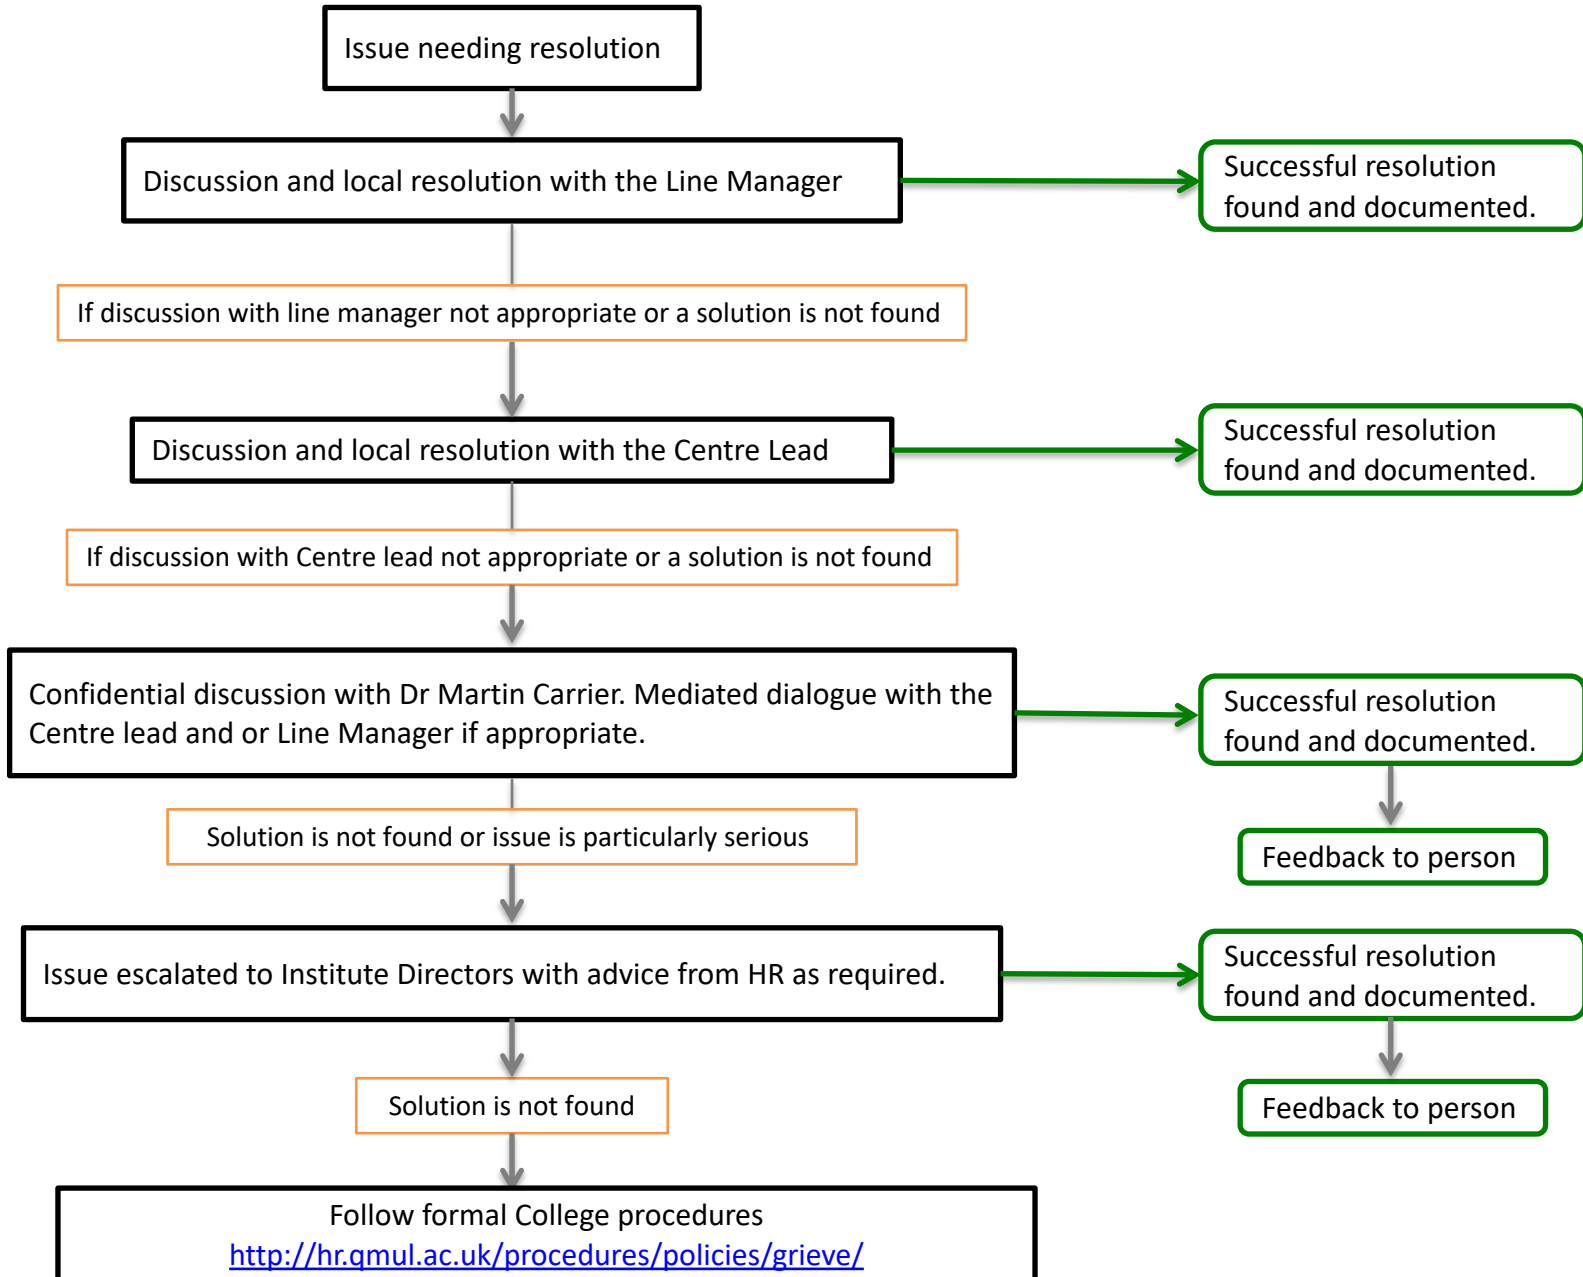 Issue needing resolution
Discussion and local resolution with the Line Manager
Successful resolution
found and documented.
If discussion with line manager not appropriate or a solution is not found
Discussion and local resolution with the Centre Lead
Successful resolution
found and documented.
If discussion with Centre lead not appropriate or a solution is not found
Confidential discussion with Dr Martin Carrier. Mediated dialogue with the
Centre lead and or Line Manager if appropriate.
Successful resolution
found and documented.
Solution is not found or issue is particularly serious
Feedback to person
Issue escalated to Institute Directors with advice from HR as required.
Successful resolution
found and documented.
Solution is not found
Feedback to person
Follow formal College procedures
http://hr.qmul.ac.uk/procedures/policies/grieve/